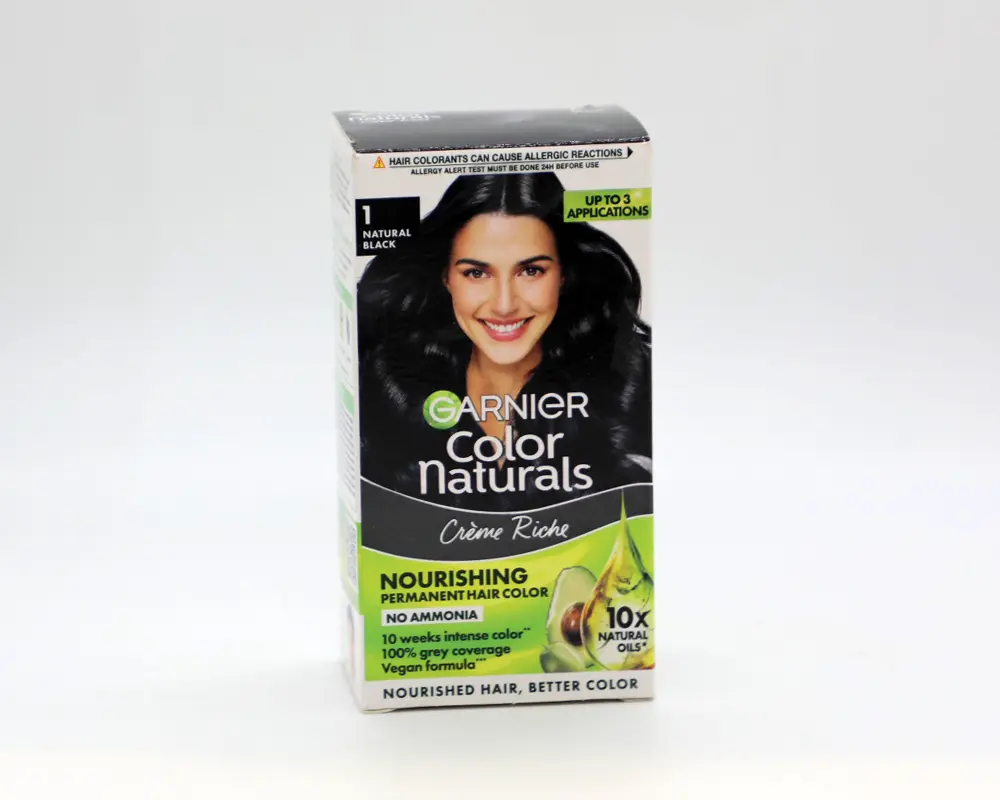 naturals
HAIR COLORANTS CAN CAUSE ALLERGIC REACTIONS
ALLERGY ALERT TEST MUST BE DONE 24H BEFORE USE
1
NATURAL
BLACK
UP TO 3
APPLICATIONS
GARNIER
Color
Naturals
Crème Riche
NOURISHING
PERMANENT HAIR COLOR
NO AMMONIA
10 weeks intense color**
100% grey coverage
Vegan formula***
10x
NATURAL
OILS*
NOURISHED HAIR, BETTER COLOR